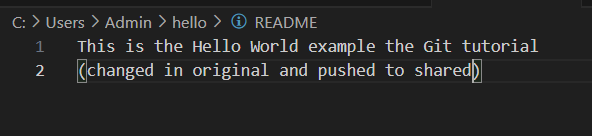 C: > Users > Admin > hello > README
1 This is the Hello World example the Git tutorial
2 (changed in original and pushed to shared)